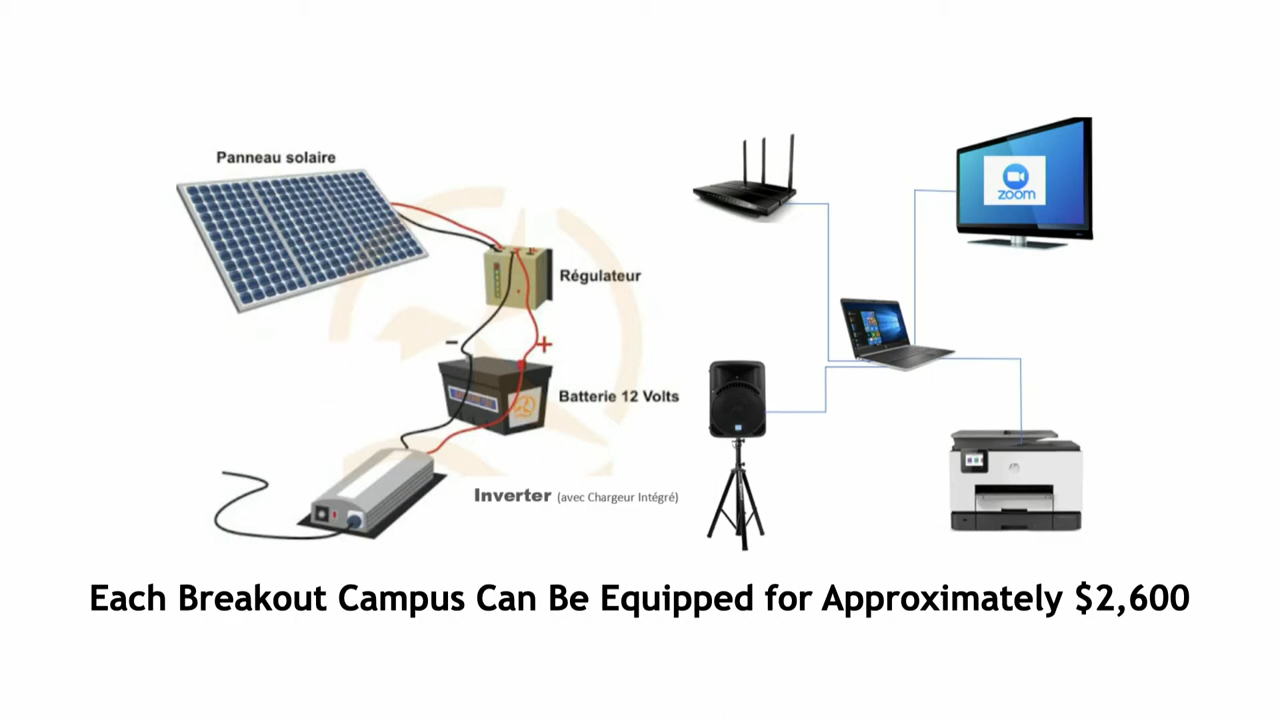 Panneau solaire
Régulateur
Batterie 12 Volts
Inverter (avec Chargeur Intégré)
zoom
hp
Each Breakout Campus Can Be Equipped for Approximately $2,600